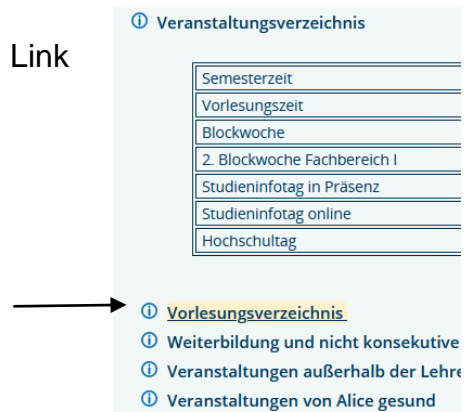 Veranstaltungsverzeichnis
Link
Semesterzeit
Vorlesungszeit
Blockwoche
2. Blockwoche Fachbereich I
Studieninfotag in Präsenz
Studieninfotag online
Hochschultag
Vorlesungsverzeichnis
Weiterbildung und nicht konsekutive
Veranstaltungen außerhalb der Lehre
Veranstaltungen von Alice gesund